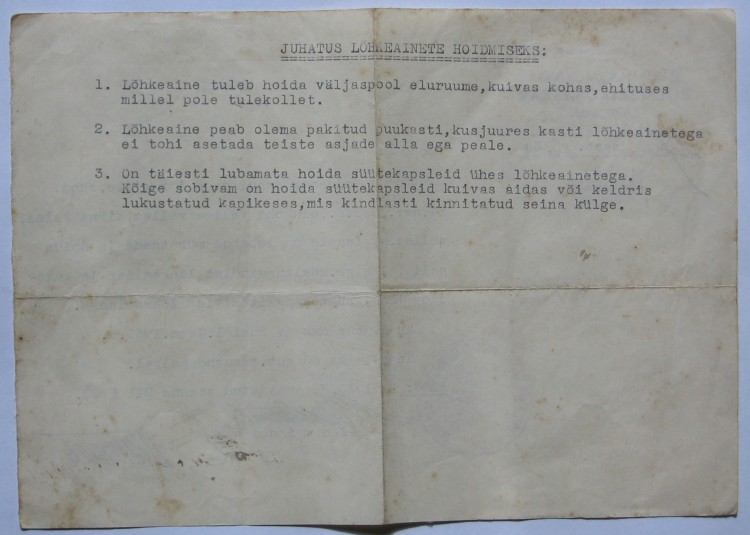 JUHATUS LÕHKEAINETE HOIDMISEKS:
1. Lõhkeaine tuleb hoida väljaspool eluruume,kuivas kohas,ehituses
millel pole tulekollet.
2. Lõhkeaine peab olema pakitud puukasti,kusjuures kasti lõhkeainetega
ei tohi asetada teiste asjade alla ega peale.
3. On täiesti lubamata hoida süütekapsleid ühes lõhkeainetega.
Kõige sobivam on hoida süütekapsleid kuivas aidas või keldris
lukustatud kapikeses,mis kindlasti kinnitatud seina külge.